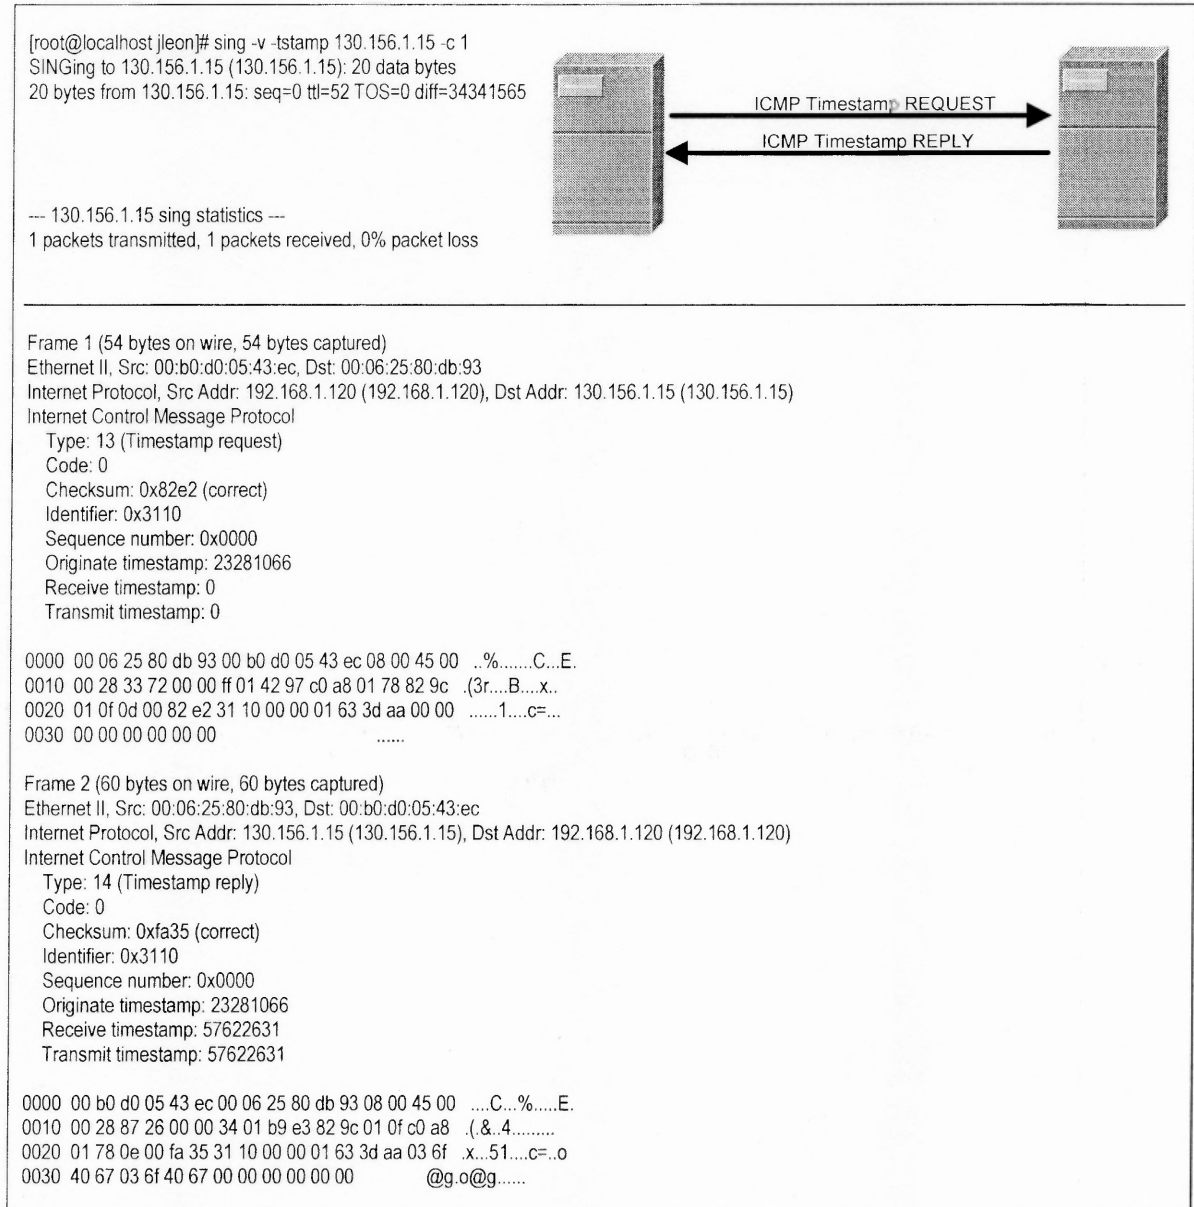 [root@localhost jleon]# sing -v -tstamp 130.156.1.15 -c 1
SINGing to 130.156.1.15 (130.156.1.15): 20 data bytes
20 bytes from 130.156.1.15: seq=0 ttl=52 TOS=0 diff=34341565
ICMP Timestamp REQUEST
ICMP Timestamp REPLY
--- 130.156.1.15 sing statistics ---
1 packets transmitted, 1 packets received, 0% packet loss
Frame 1 (54 bytes on wire, 54 bytes captured)
Ethernet II, Src: 00:b0:d0:05:43:ec, Dst: 00:06:25:80:db:93
Internet Protocol, Src Addr: 192.168.1.120 (192.168.1.120), Dst Addr: 130.156.1.15 (130.156.1.15)
Internet Control Message Protocol
Type: 13 (Timestamp request)
Code: 0
Checksum: 0x82e2 (correct)
Identifier: 0x3110
Sequence number: 0x0000
Originate timestamp: 23281066
Receive timestamp: 0
Transmit timestamp: 0
0000 00 06 25 80 db 93 00 b0 d0 05 43 ec 08 00 45 00 ..%.......C...E.
0010 00 28 33 72 00 00 ff 01 42 97 c0 a8 01 78 82 9c .(3r....B....x..
0020 01 0f 0d 00 82 e2 31 10 00 00 01 63 3d aa 00 00 ......1....c=...
0030 00 00 00 00 00 00 ......
Frame 2 (60 bytes on wire, 60 bytes captured)
Ethernet II, Src: 00:06:25:80:db:93, Dst: 00:b0:d0:05:43:ec
Internet Protocol, Src Addr: 130.156.1.15 (130.156.1.15), Dst Addr: 192.168.1.120 (192.168.1.120)
Internet Control Message Protocol
Type: 14 (Timestamp reply)
Code: 0
Checksum: 0xfa35 (correct)
Identifier: 0x3110
Sequence number: 0x0000
Originate timestamp: 23281066
Receive timestamp: 57622631
Transmit timestamp: 57622631
0000 00 b0 d0 05 43 ec 00 06 25 80 db 93 08 00 45 00 ....C...%.....E.
0010 00 28 87 26 00 00 34 01 b9 e3 82 9c 01 0f c0 a8 .(.&..4.........
0020 01 78 0e 00 fa 35 31 10 00 00 01 63 3d aa 03 6f .x...51....c=..o
0030 40 67 03 6f 40 67 00 00 00 00 00 00 @g.o@g......